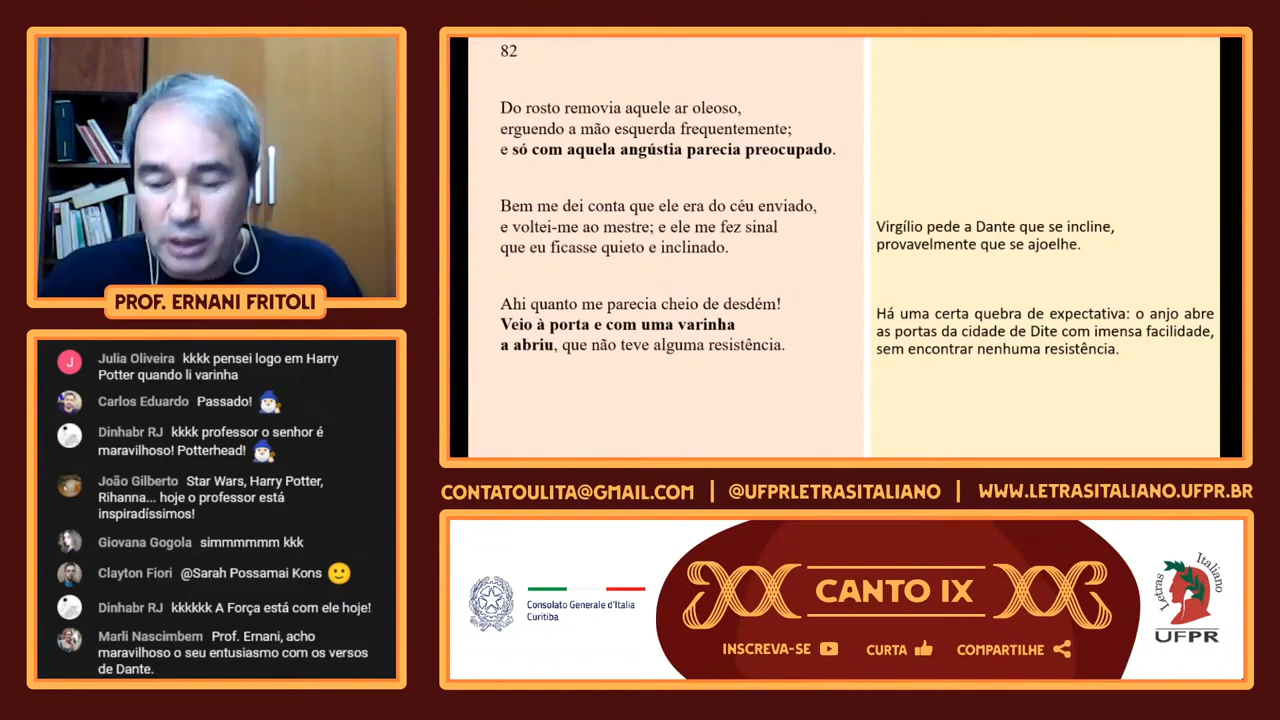 PROF. ERNANI FRITOLI
Julia Oliveira kkkk pensei logo em Harry
Potter quando li varinha
Carlos Eduardo Passado!
Dinhabr RJ kkkk professor o senhor é
maravilhoso! Potterhead!
João Gilberto Star Wars, Harry Potter,
Rihanna... hoje o professor está
inspiradíssimos!
Giovana Gogola simmmmmm kkk
Clayton Fiori @Sarah Possamai Kons
Dinhabr RJ kkkkkk A Força está com ele hoje!
Marli Nascimbem Prof. Ernani, acho
maravilhoso o seu entusiasmo com os versos
de Dante.
82
Do rosto removia aquele ar oleoso,
erguendo a mão esquerda frequentemente;
e só com aquela angústia parecia preocupado.
Bem me dei conta que ele era do céu enviado,
e voltei-me ao mestre; e ele me fez sinal
que eu ficasse quieto e inclinado.
Ahi quanto me parecia cheio de desdém!
Veio à porta e com uma varinha
a abriu, que não teve alguma resistência.
Virgílio pede a Dante que se incline,
provavelmente que se ajoelhe.
Há uma certa quebra de expectativa: o anjo abre
as portas da cidade de Dite com imensa facilidade,
sem encontrar nenhuma resistência.
CONTATOULITA@GMAIL.COM | @UFPRLETRASITALIANO | WWW.LETRASITALIANO.UFPR.BR
Consolato Generale d'Italia
Curitiba
CANTO IX
INSCREVA-SE CURTA COMPARTILHE
Letras Italiano
UFPR
J